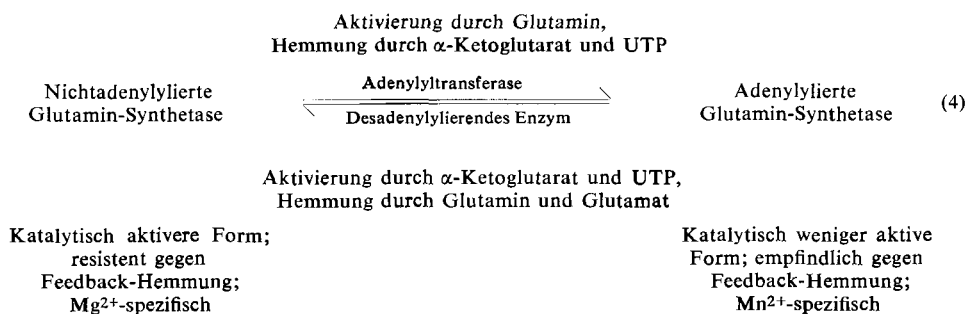 Aktivierung durch Glutamin,
Hemmung durch α-Ketoglutarat und UTP
Nichtadenylylierte
Glutamin-Synthetase
Adenylyltransferase
Desadenylylierendes Enzym
Adenylylierte
Glutamin-Synthetase
(4)
Aktivierung durch α-Ketoglutarat und UTP,
Hemmung durch Glutamin und Glutamat
Katalytisch aktivere Form;
resistent gegen
Feedback-Hemmung;
Mg²⁺-spezifisch
Katalytisch weniger aktive
Form; empfindlich gegen
Feedback-Hemmung;
Mn²⁺-spezifisch